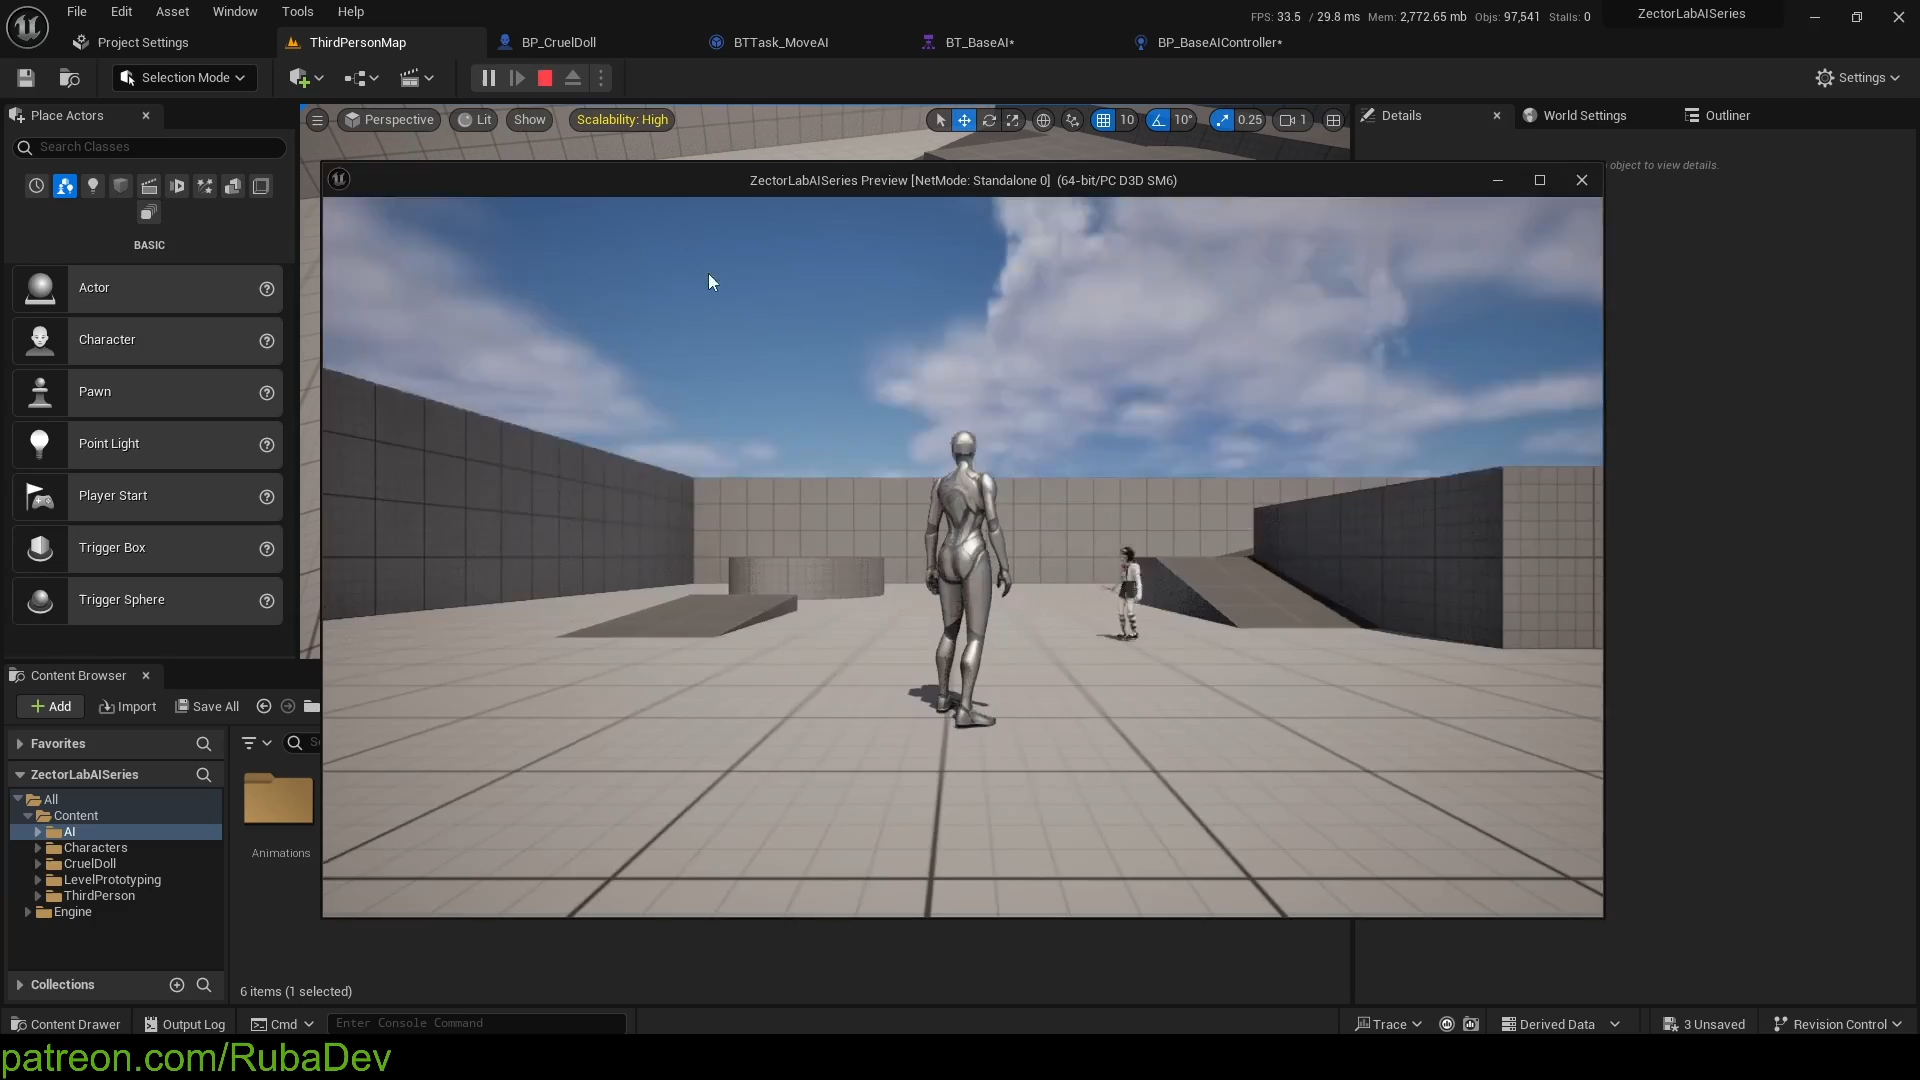 File Edit Asset Window Tools Help
FPS: 33.5 / 29.8 ms Mem: 2,772.65 mb Objs: 97,541 Stalls: 0
ZectorLabAISeries
Project Settings
ThirdPersonMap
BP_CruelDoll
BTTask_MoveAI
BT_BaseAI*
BP_BaseAIController*
Selection Mode
Settings
Place Actors
Perspective
Lit
Show
Scalability: High
10
10°
0.25
1
Details
World Settings
Outliner
Search Classes
object to view details.
ZectorLabAISeries Preview [NetMode: Standalone 0] (64-bit/PC D3D SM6)
BASIC
Actor
Character
Pawn
Point Light
Player Start
Trigger Box
Trigger Sphere
Content Browser
Add
Import
Save All
Favorites
ZectorLabAISeries
All
Content
AI
Characters
CruelDoll
LevelPrototyping
ThirdPerson
Engine
Animations
Collections
6 items (1 selected)
Content Drawer
Output Log
Cmd
Enter Console Command
Trace
Derived Data
3 Unsaved
Revision Control
patreon.com/RubaDev